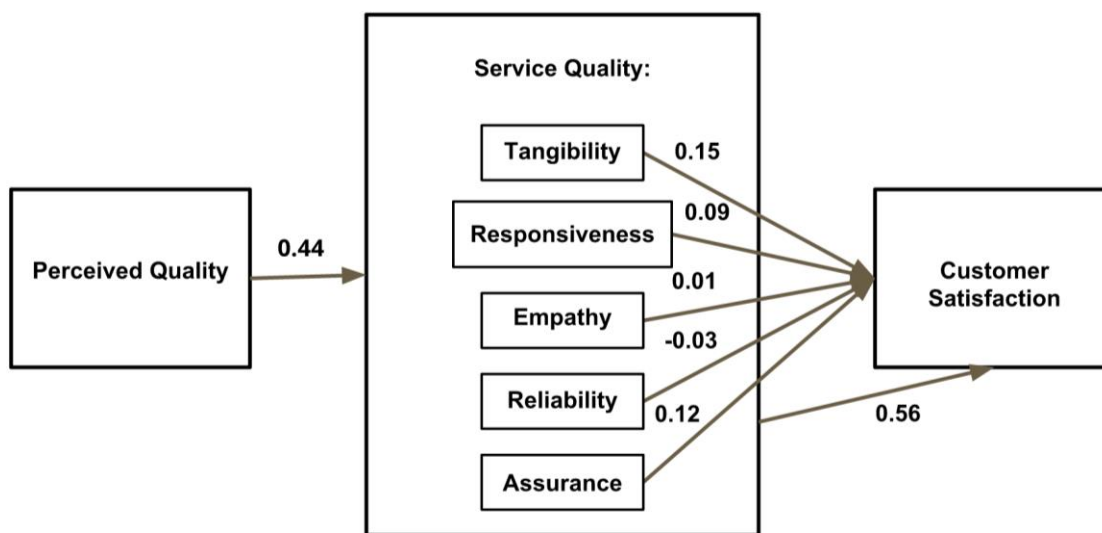 Service Quality:
Tangibility
0.15
Responsiveness
0.09
Perceived Quality
0.44
Empathy
0.01
Customer
Satisfaction
-0.03
Reliability
0.12
0.56
Assurance